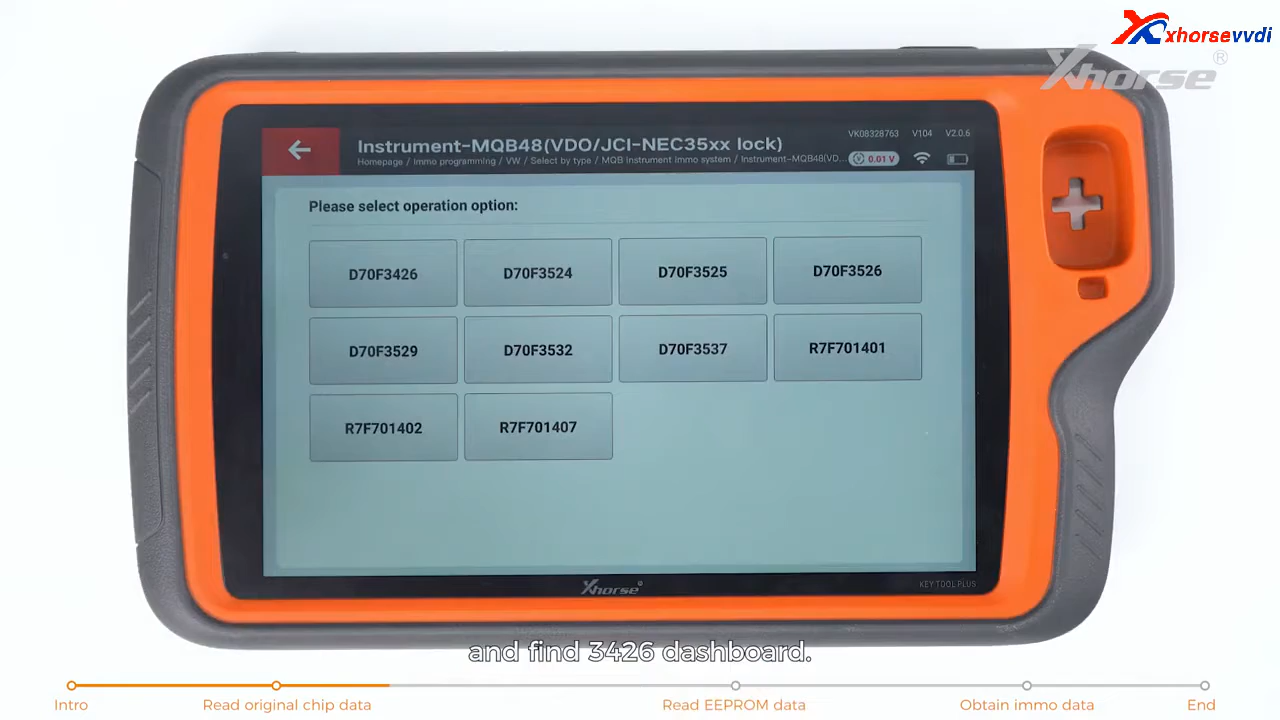 xhorsevvdi
Xhorse®
Instrument-MQB48(VDO/JCI-NEC35xx lock)
VK08328763 V104 V2.0.6
Homepage / Immo programming / VW / Select by type / MQB instrument immo system / Instrument-MQB48(VD...
0.01 V
Please select operation option:
D70F3426 D70F3524 D70F3525 D70F3526
D70F3529 D70F3532 D70F3537 R7F701401
R7F701402 R7F701407
Xhorse®
KEY TOOL PLUS
and find 3426 dashboard.
Intro Read original chip data Read EEPROM data Obtain immo data End